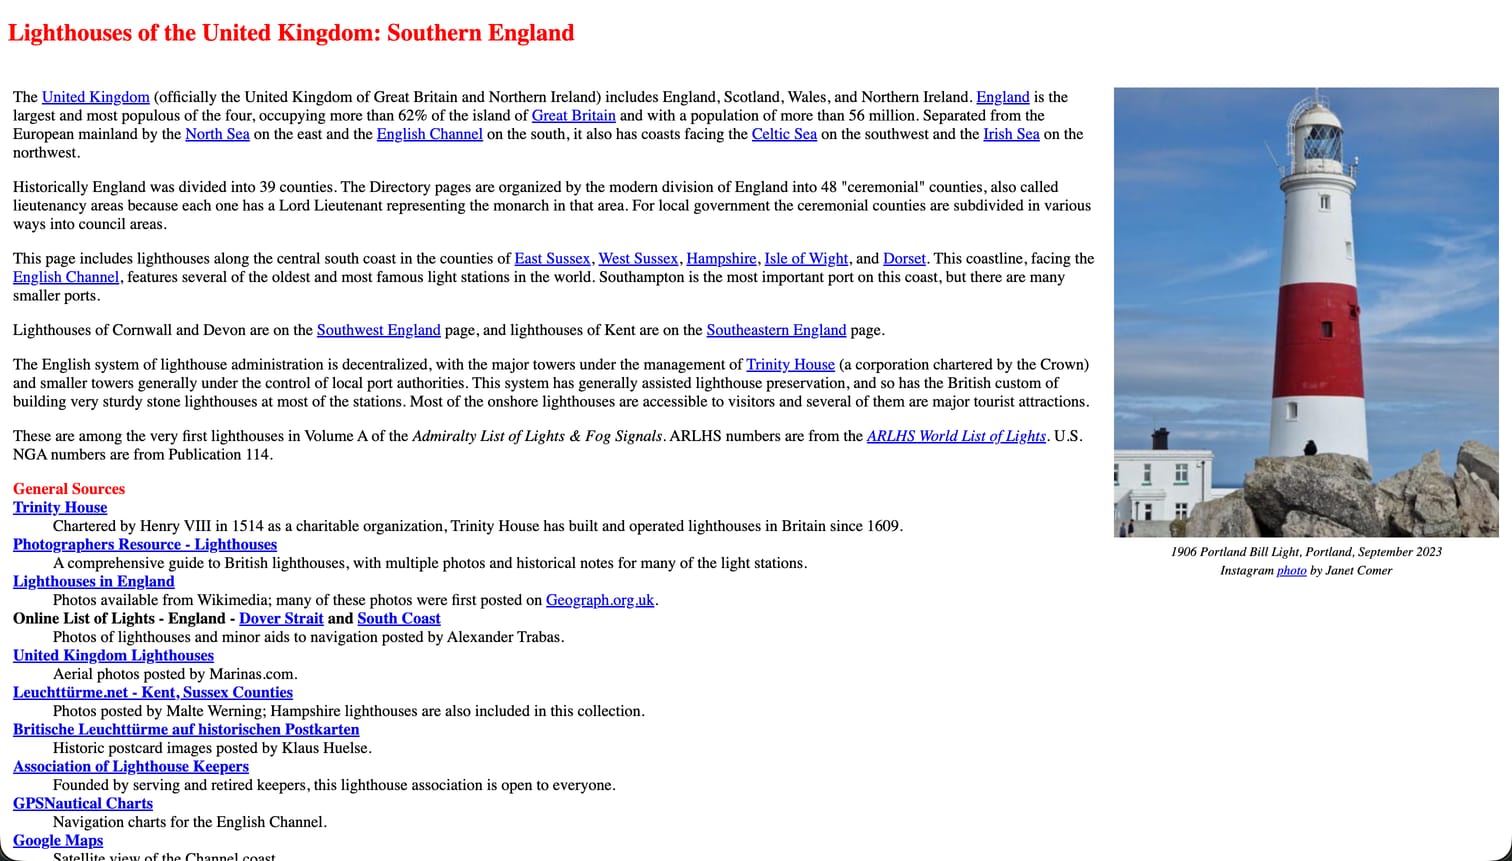 Lighthouses of the United Kingdom: Southern England
The United Kingdom (officially the United Kingdom of Great Britain and Northern Ireland) includes England, Scotland, Wales, and Northern Ireland. England is the
largest and most populous of the four, occupying more than 62% of the island of Great Britain and with a population of more than 56 million. Separated from the
European mainland by the North Sea on the east and the English Channel on the south, it also has coasts facing the Celtic Sea on the southwest and the Irish Sea on the
northwest.
Historically England was divided into 39 counties. The Directory pages are organized by the modern division of England into 48 "ceremonial" counties, also called
lieutenancy areas because each one has a Lord Lieutenant representing the monarch in that area. For local government the ceremonial counties are subdivided in various
ways into council areas.
This page includes lighthouses along the central south coast in the counties of East Sussex, West Sussex, Hampshire, Isle of Wight, and Dorset. This coastline, facing the
English Channel, features several of the oldest and most famous light stations in the world. Southampton is the most important port on this coast, but there are many
smaller ports.
Lighthouses of Cornwall and Devon are on the Southwest England page, and lighthouses of Kent are on the Southeastern England page.
The English system of lighthouse administration is decentralized, with the major towers under the management of Trinity House (a corporation chartered by the Crown)
and smaller towers generally under the control of local port authorities. This system has generally assisted lighthouse preservation, and so has the British custom of
building very sturdy stone lighthouses at most of the stations. Most of the onshore lighthouses are accessible to visitors and several of them are major tourist attractions.
These are among the very first lighthouses in Volume A of the Admiralty List of Lights & Fog Signals. ARLHS numbers are from the ARLHS World List of Lights. U.S.
NGA numbers are from Publication 114.
General Sources
Trinity House
Chartered by Henry VIII in 1514 as a charitable organization, Trinity House has built and operated lighthouses in Britain since 1609.
Photographers Resource - Lighthouses
A comprehensive guide to British lighthouses, with multiple photos and historical notes for many of the light stations.
Lighthouses in England
Photos available from Wikimedia; many of these photos were first posted on Geograph.org.uk.
Online List of Lights - England - Dover Strait and South Coast
Photos of lighthouses and minor aids to navigation posted by Alexander Trabas.
United Kingdom Lighthouses
Aerial photos posted by Marinas.com.
Leuchttürme.net - Kent, Sussex Counties
Photos posted by Malte Werning; Hampshire lighthouses are also included in this collection.
Britische Leuchttürme auf historischen Postkarten
Historic postcard images posted by Klaus Huelse.
Association of Lighthouse Keepers
Founded by serving and retired keepers, this lighthouse association is open to everyone.
GPSNautical Charts
Navigation charts for the English Channel.
Google Maps
Satellite view of the Channel coast
1906 Portland Bill Light, Portland, September 2023
Instagram photo by Janet Comer